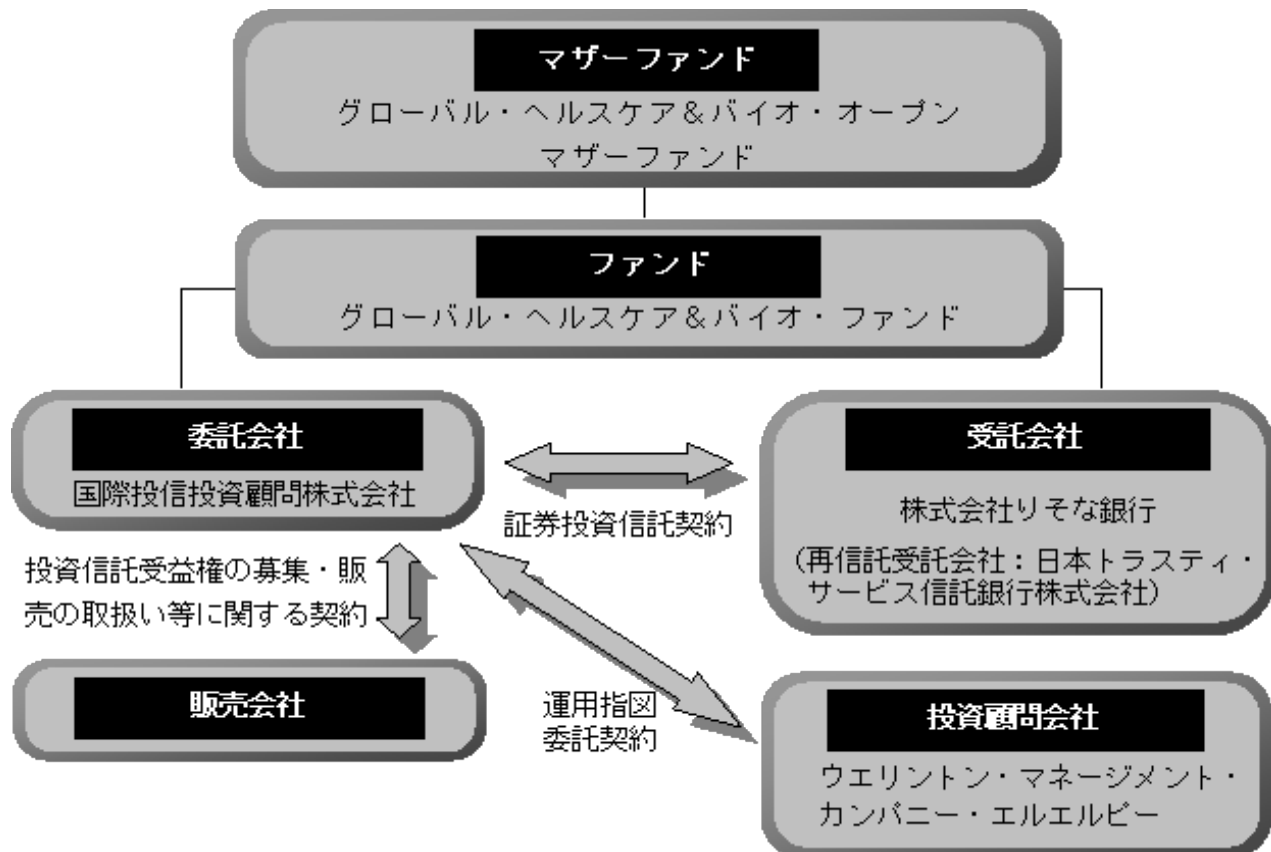 マザーファンド
グローバル・ヘルスケア＆バイオ・オープン
マザーファンド
ファンド
グローバル・ヘルスケア＆バイオ・ファンド
委託会社
国際投信投資顧問株式会社
証券投資信託契約
受託会社
株式会社りそな銀行
（再信託受託会社：日本トラスティ・
サービス信託銀行株式会社）
投資信託受益権の募集・販
売の取扱い等に関する契約
販売会社
運用指図
委託契約
投資顧問会社
ウエリントン・マネージメント・
カンパニー・エルエルピー